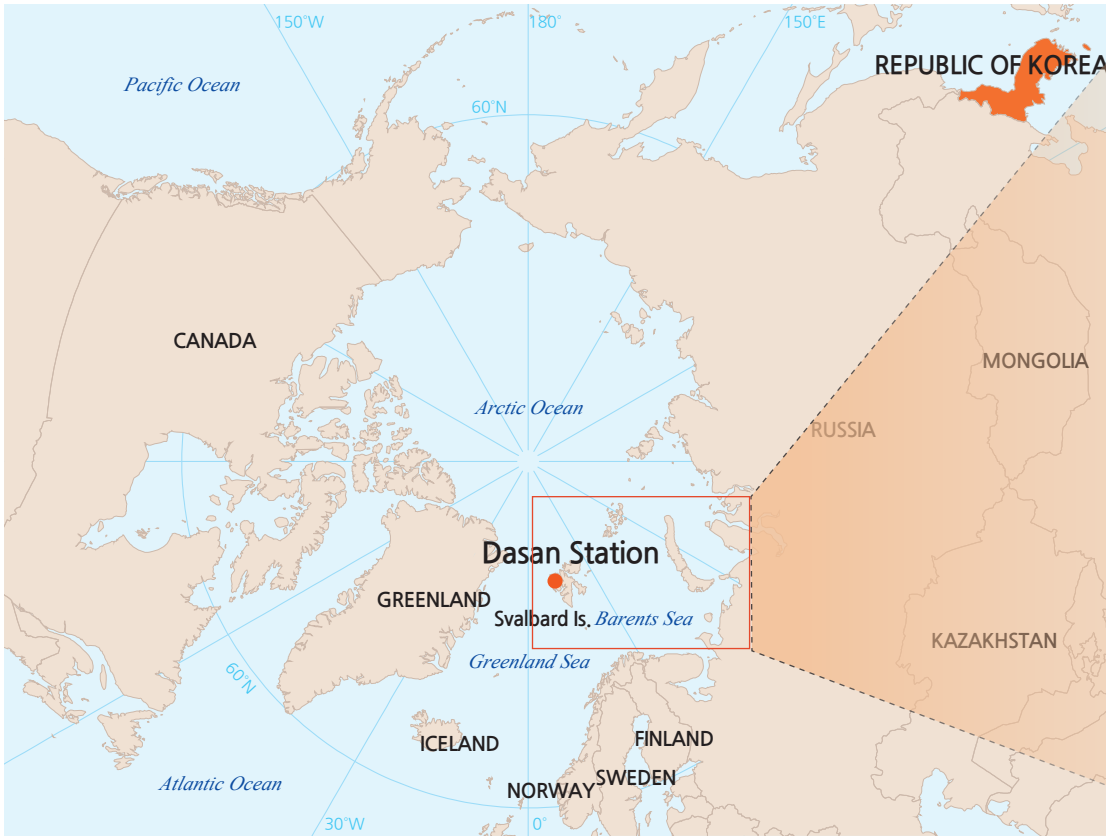 150°W
180°
150°E
REPUBLIC OF KOREA
Pacific Ocean
60°N
CANADA
MONGOLIA
Arctic Ocean
RUSSIA
Dasan Station
GREENLAND
Svalbard Is.
Barents Sea
KAZAKHSTAN
Greenland Sea
60°N
ICELAND
FINLAND
Atlantic Ocean
SWEDEN
NORWAY
30°W
0°